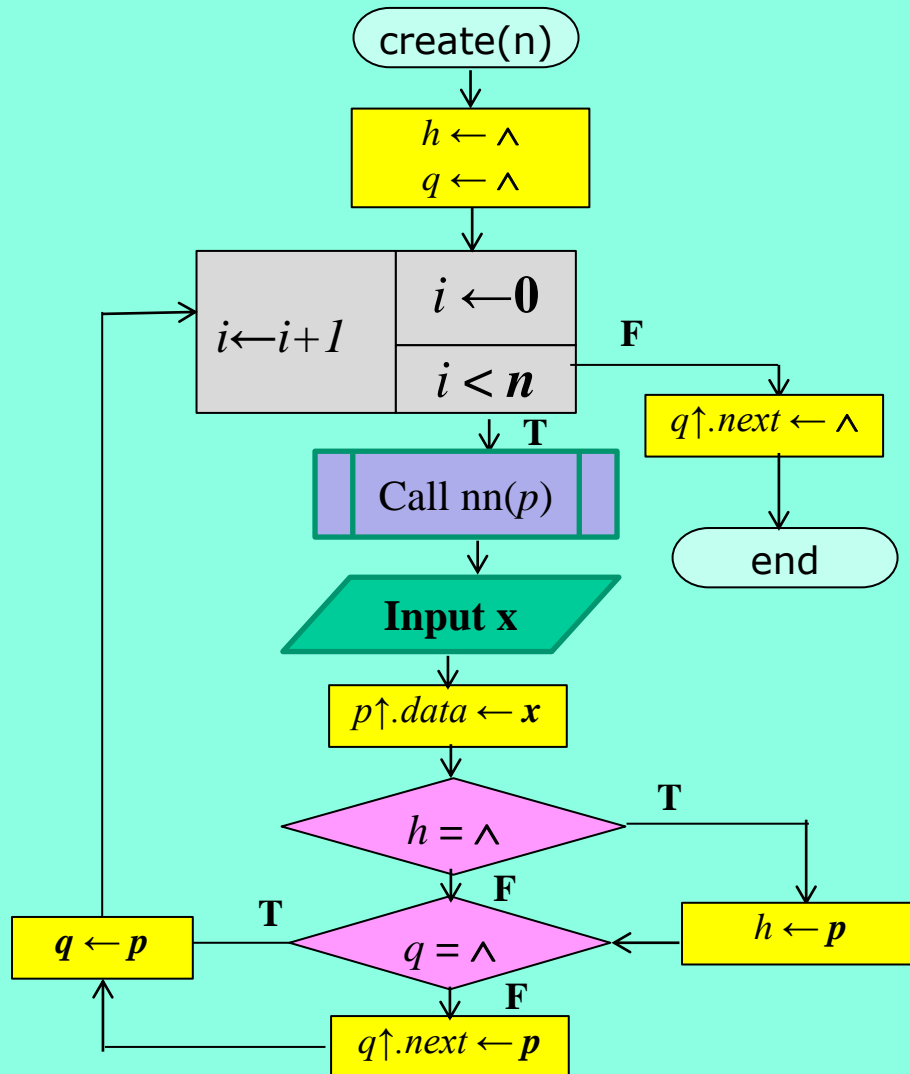 create(n)
h ← ∧
q ← ∧
i ← 0
i←i+1
F
i < n
T
q↑.next ← ∧
Call nn(p)
end
Input x
p↑.data ← x
T
h = ∧
F
T
q ← p
q = ∧
h ← p
F
q↑.next ← p